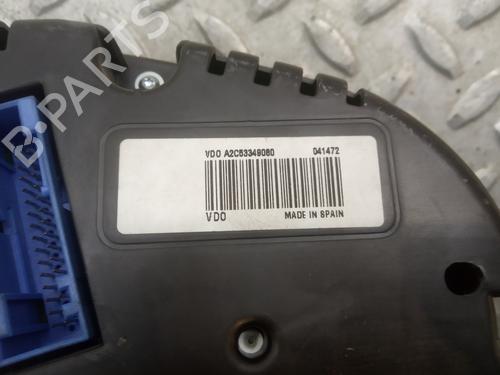 B-PARTS
VDO A2C53349080 041472
VDO MADE IN SPAIN